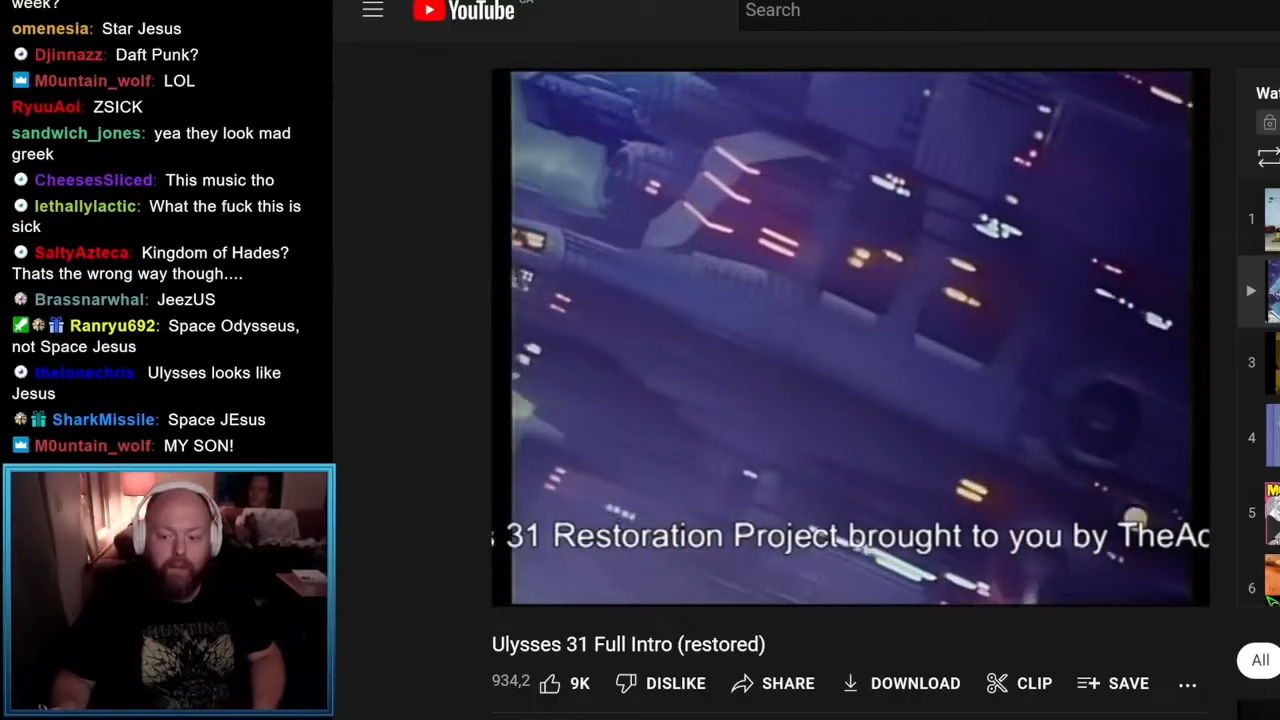 week?
omenesia: Star Jesus
Djinnazz: Daft Punk?
M0untain_wolf: LOL
RyuuAoI: ZSICK
sandwich_jones: yea they look mad
greek
CheesesSliced: This music tho
lethallylactic: What the fuck this is
sick
SaltyAzteca: Kingdom of Hades?
Thats the wrong way though....
Brassnarwhal: JeezUS
Ranryu692: Space Odysseus,
not Space Jesus
thelonechris: Ulysses looks like
Jesus
SharkMissile: Space JEsus
M0untain_wolf: MY SON!
HUNTING
YouTube CA
Search
31 Restoration Project brought to you by TheAc
Ulysses 31 Full Intro (restored)
934,2 9K DISLIKE SHARE DOWNLOAD CLIP SAVE ...
Wat
1
3
4
5
6
All